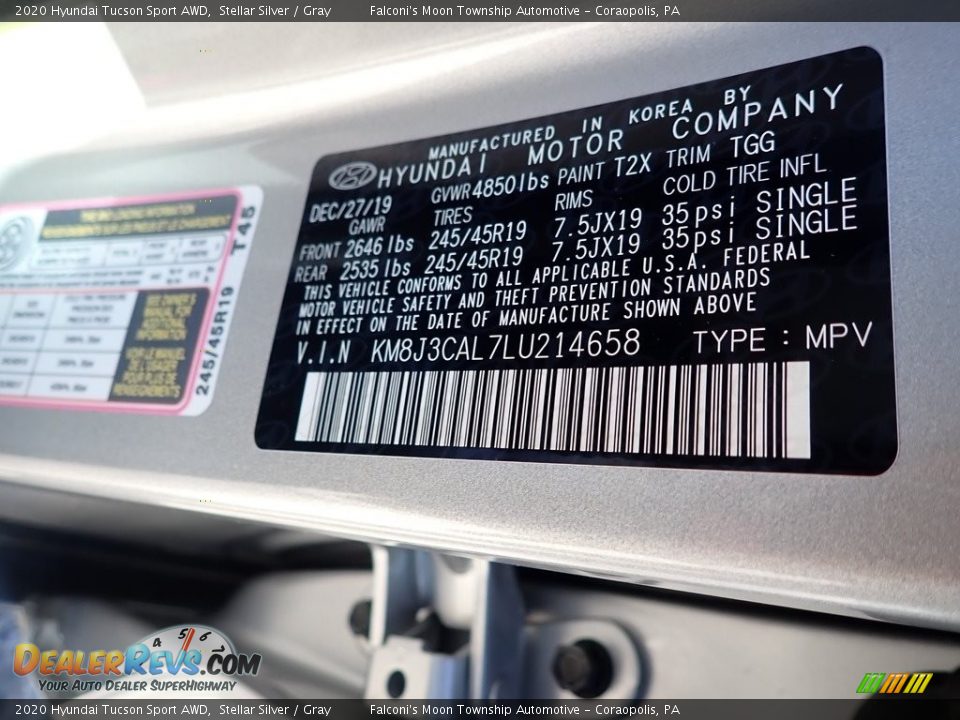 2020 Hyundai Tucson Sport AWD, Stellar Silver / Gray Falconi's Moon Township Automotive - Coraopolis, PA
MANUFACTURED IN KOREA BY
HYUNDAI MOTOR COMPANY
DEC/27/19 GVWR 4850lbs PAINT T2X TRIM TGG
GAWR TIRES RIMS COLD TIRE INFL
FRONT 2646 lbs 245/45R19 7.5JX19 35psi SINGLE
REAR 2535 lbs 245/45R19 7.5JX19 35psi SINGLE
THIS VEHICLE CONFORMS TO ALL APPLICABLE U.S.A. FEDERAL
MOTOR VEHICLE SAFETY AND THEFT PREVENTION STANDARDS
IN EFFECT ON THE DATE OF MANUFACTURE SHOWN ABOVE
V.I.N KM8J3CAL7LU214658 TYPE : MPV
T45
245/45R19
4 5 6
DEALERREVS.COM
YOUR AUTO DEALER SUPERHIGHWAY
2020 Hyundai Tucson Sport AWD, Stellar Silver / Gray Falconi's Moon Township Automotive - Coraopolis, PA